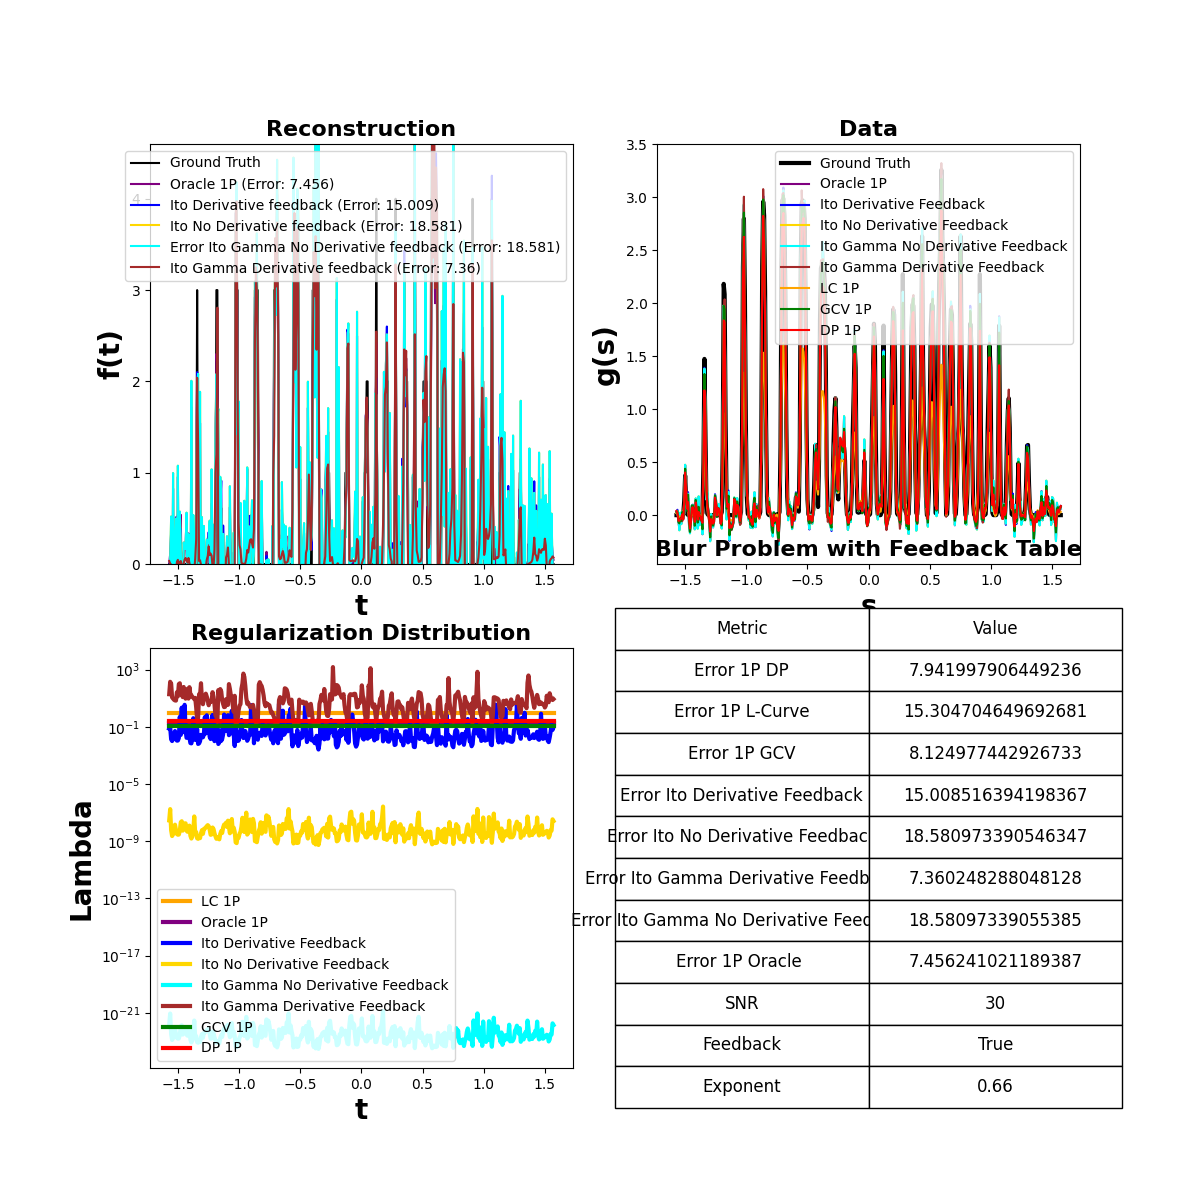 Reconstruction
Ground Truth
Oracle 1P (Error: 7.456)
Ito Derivative feedback (Error: 15.009)
Ito No Derivative feedback (Error: 18.581)
Error Ito Gamma No Derivative feedback (Error: 18.581)
Ito Gamma Derivative feedback (Error: 7.36)
f(t)
4
3
2
1
0
−1.5 −1.0 −0.5 0.0 0.5 1.0 1.5
t
Data
Ground Truth
Oracle 1P
Ito Derivative Feedback
Ito No Derivative Feedback
Ito Gamma No Derivative Feedback
Ito Gamma Derivative Feedback
LC 1P
GCV 1P
DP 1P
g(s)
3.5
3.0
2.5
2.0
1.5
1.0
0.5
0.0
−1.5 −1.0 −0.5 0.0 0.5 1.0 1.5
s
Regularization Distribution
Lambda
10³
10⁻¹
10⁻⁵
10⁻⁹
10⁻¹³
10⁻¹⁷
10⁻²¹
LC 1P
Oracle 1P
Ito Derivative Feedback
Ito No Derivative Feedback
Ito Gamma No Derivative Feedback
Ito Gamma Derivative Feedback
GCV 1P
DP 1P
−1.5 −1.0 −0.5 0.0 0.5 1.0 1.5
t
Blur Problem with Feedback Table
Metric Value
Error 1P DP 7.941997906449236
Error 1P L-Curve 15.304704649692681
Error 1P GCV 8.124977442926733
Error Ito Derivative Feedback 15.008516394198367
Error Ito No Derivative Feedbac 18.580973390546347
Error Ito Gamma Derivative Feedb 7.360248288048128
Error Ito Gamma No Derivative Feed 18.58097339055385
Error 1P Oracle 7.456241021189387
SNR 30
Feedback True
Exponent 0.66